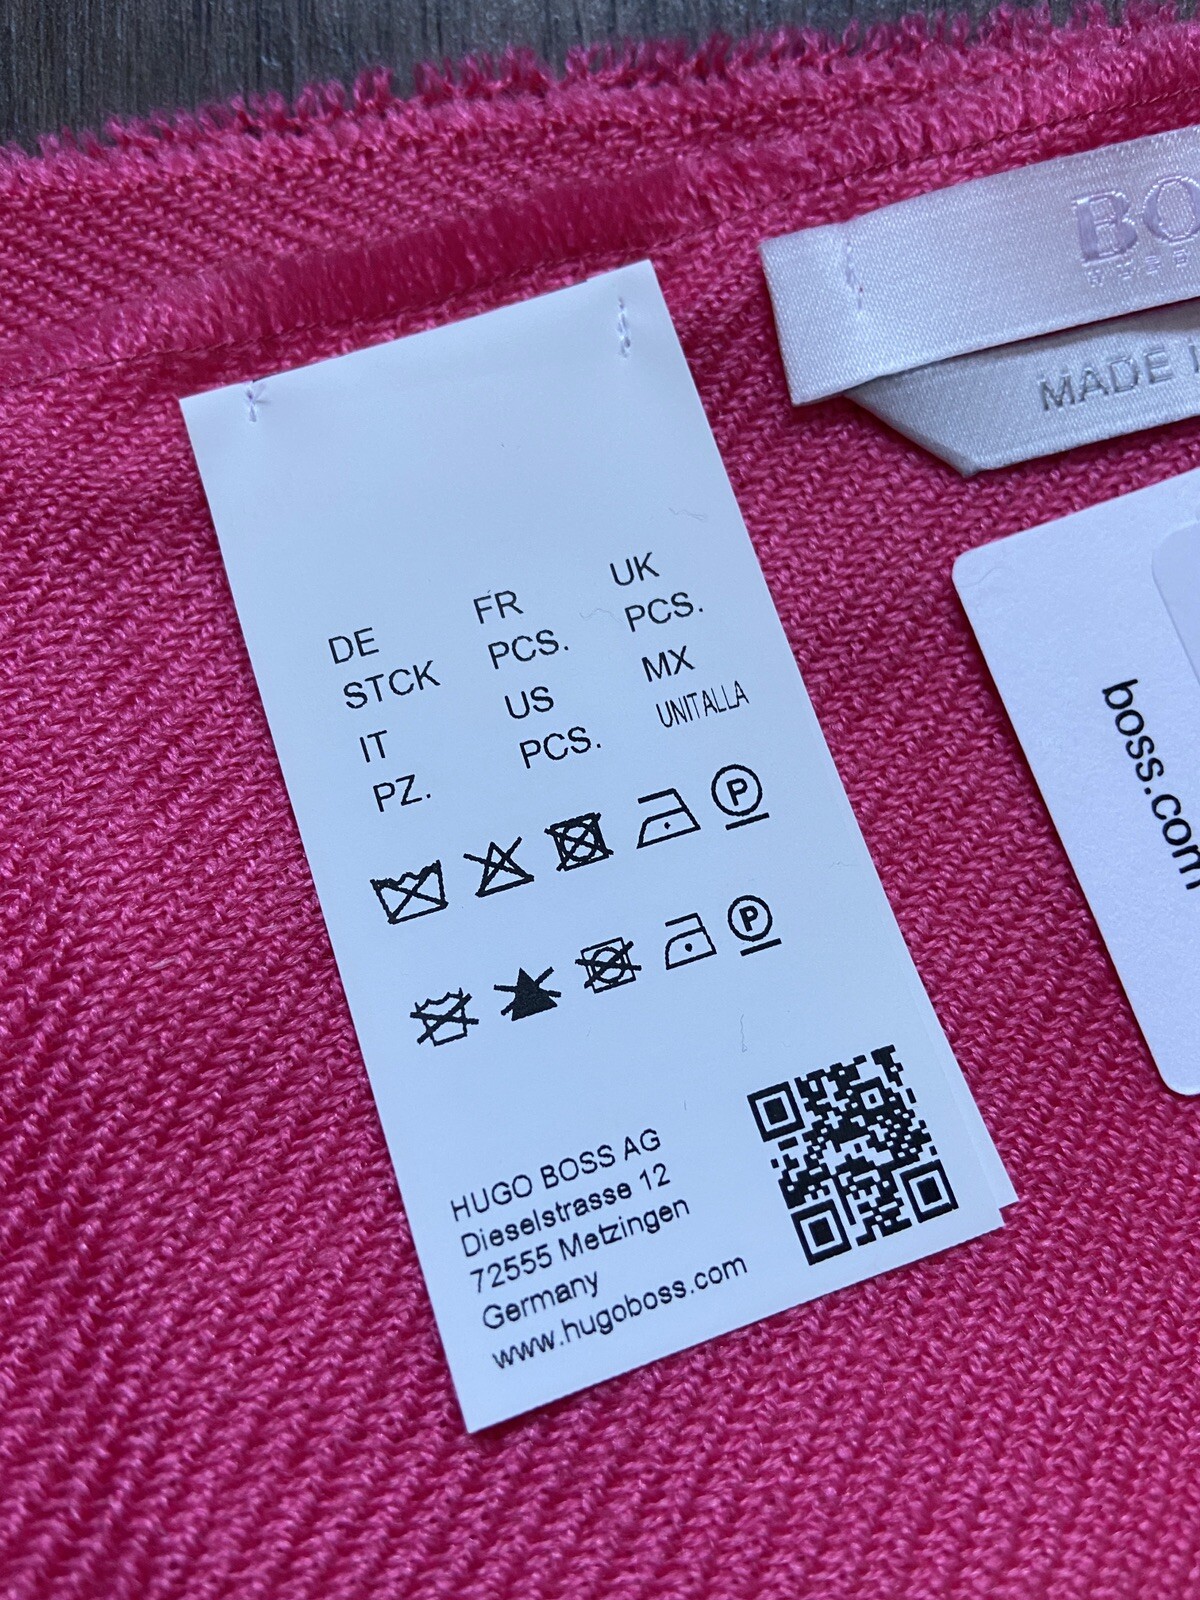 DE
STCK
FR
PCS.
UK
PCS.
IT
PZ.
US
PCS.
MX
UNITALLA
P
P
HUGO BOSS AG
Dieselstrasse 12
72555 Metzingen
Germany
www.hugoboss.com
BO
MADE
boss.com